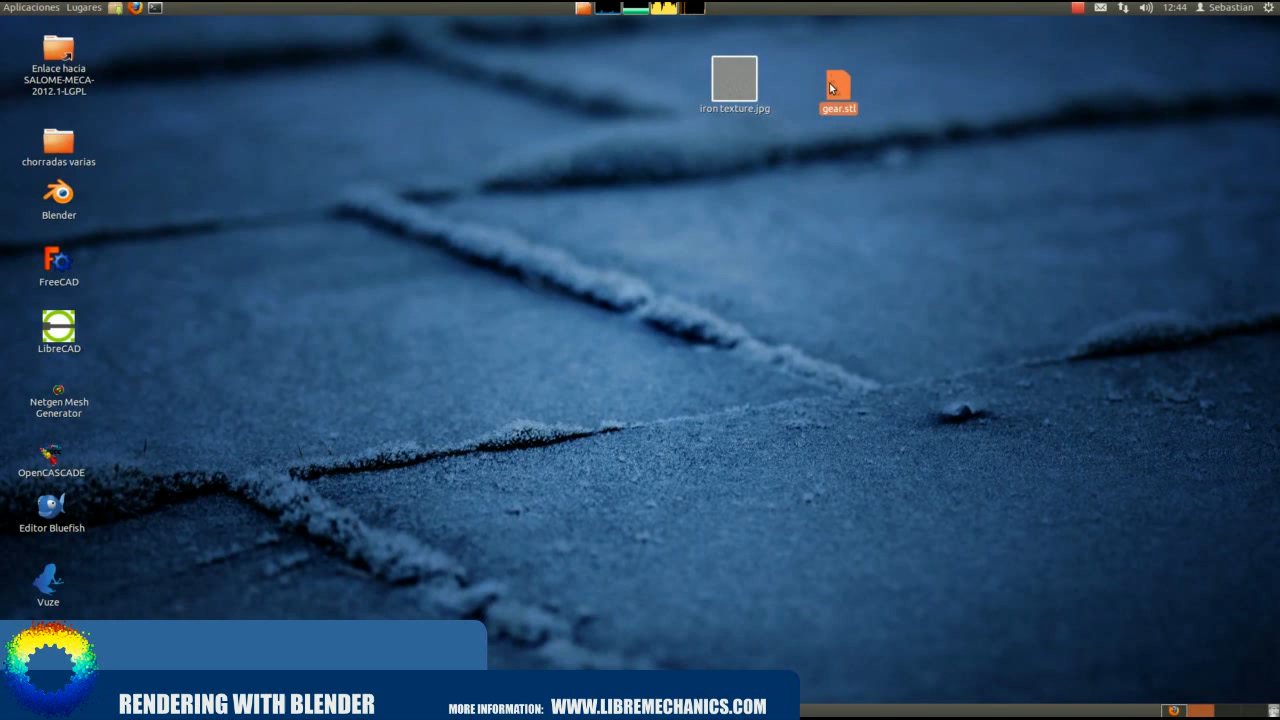 Aplicaciones Lugares
12:44 Sebastian
Enlace hacia
SALOME-MECA-
2012.1-LGPL
iron texture.jpg
gear.stl
chorradas varias
Blender
FreeCAD
LibreCAD
Netgen Mesh
Generator
OpenCASCADE
Editor Bluefish
Vuze
RENDERING WITH BLENDER
MORE INFORMATION: WWW.LIBREMECHANICS.COM